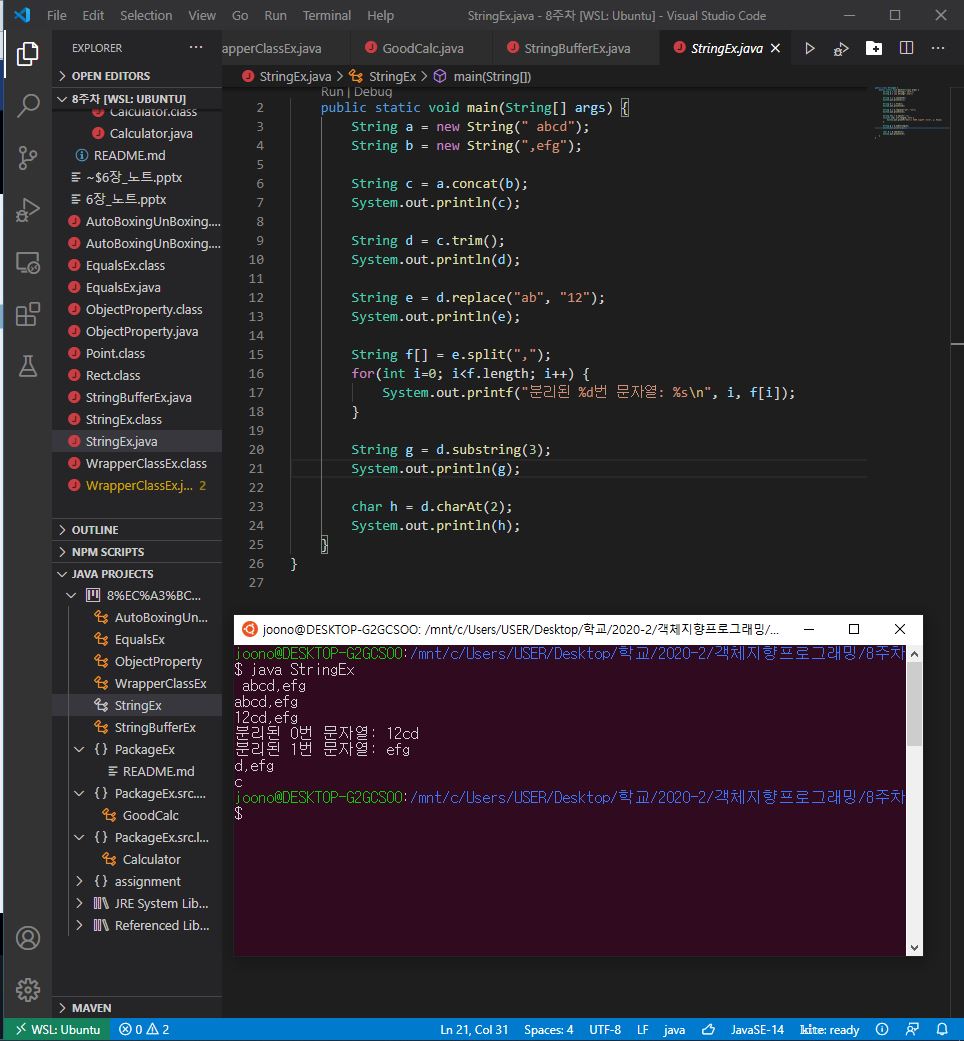 File Edit Selection View Go Run Terminal Help StringEx.java - 8주차 [WSL: Ubuntu] - Visual Studio Code
EXPLORER
OPEN EDITORS
8주차 [WSL: UBUNTU]
Calculator.class
Calculator.java
README.md
~$6장_노트.pptx
6장_노트.pptx
AutoBoxingUnBoxing....
AutoBoxingUnBoxing....
EqualsEx.class
EqualsEx.java
ObjectProperty.class
ObjectProperty.java
Point.class
Rect.class
StringBufferEx.java
StringEx.class
StringEx.java
WrapperClassEx.class
WrapperClassEx.j... 2
OUTLINE
NPM SCRIPTS
JAVA PROJECTS
8%EC%A3%BC...
AutoBoxingUn...
EqualsEx
ObjectProperty
WrapperClassEx
StringEx
StringBufferEx
{} PackageEx
README.md
{} PackageEx.src....
GoodCalc
{} PackageEx.src.l...
Calculator
{} assignment
JRE System Lib...
Referenced Lib...
MAVEN
apperClassEx.java GoodCalc.java StringBufferEx.java StringEx.java
StringEx.java > StringEx > main(String[])
Run | Debug
2 public static void main(String[] args) {
3 String a = new String(" abcd");
4 String b = new String(",efg");
5
6 String c = a.concat(b);
7 System.out.println(c);
8
9 String d = c.trim();
10 System.out.println(d);
11
12 String e = d.replace("ab", "12");
13 System.out.println(e);
14
15 String f[] = e.split(",");
16 for(int i=0; i<f.length; i++) {
17 System.out.printf("분리된 %d번 문자열: %s\n", i, f[i]);
18 }
19
20 String g = d.substring(3);
21 System.out.println(g);
22
23 char h = d.charAt(2);
24 System.out.println(h);
25 }
26 }
27
joono@DESKTOP-G2GCSOO: /mnt/c/Users/USER/Desktop/학교/2020-2/객체지향프로그래밍/...
joono@DESKTOP-G2GCSOO:/mnt/c/Users/USER/Desktop/학교/2020-2/객체지향프로그래밍/8주차
$ java StringEx
 abcd,efg
abcd,efg
12cd,efg
분리된 0번 문자열: 12cd
분리된 1번 문자열: efg
d,efg
c
joono@DESKTOP-G2GCSOO:/mnt/c/Users/USER/Desktop/학교/2020-2/객체지향프로그래밍/8주차
$
WSL: Ubuntu 0 2 Ln 21, Col 31 Spaces: 4 UTF-8 LF java JavaSE-14 kite: ready